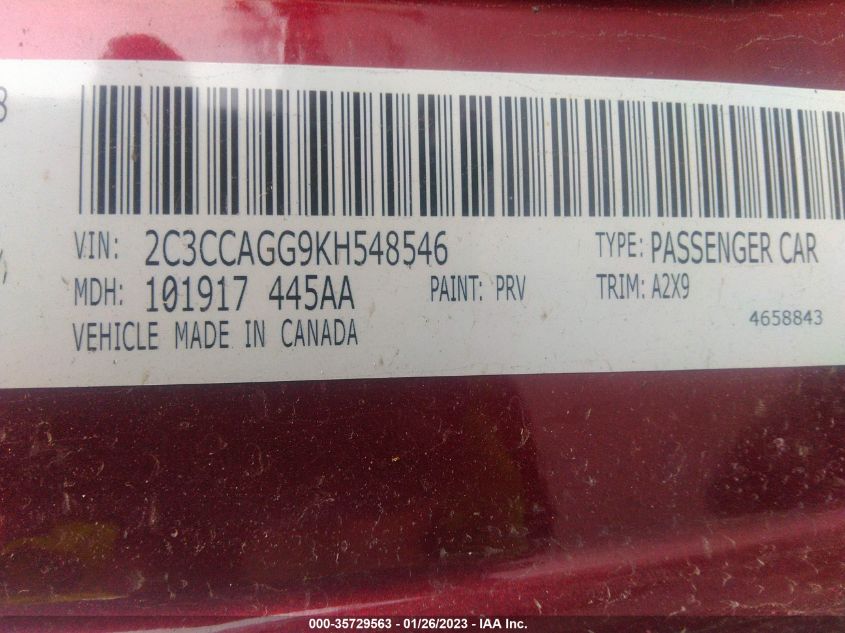 8
VIN: 2C3CCAGG9KH548546 TYPE: PASSENGER CAR
MDH: 101917 445AA PAINT: PRV TRIM: A2X9
VEHICLE MADE IN CANADA 4658843
000-35729563 - 01/26/2023 - IAA Inc.